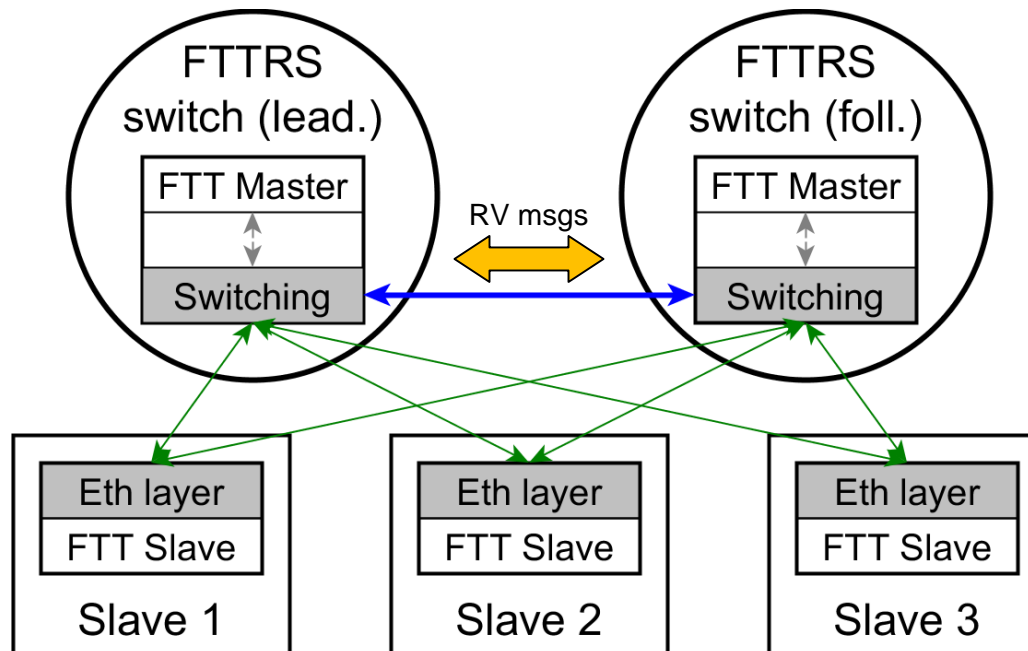 FTTRS
switch (lead.)
FTT Master
Switching
RV msgs
FTTRS
switch (foll.)
FTT Master
Switching
Eth layer
FTT Slave
Slave 1
Eth layer
FTT Slave
Slave 2
Eth layer
FTT Slave
Slave 3